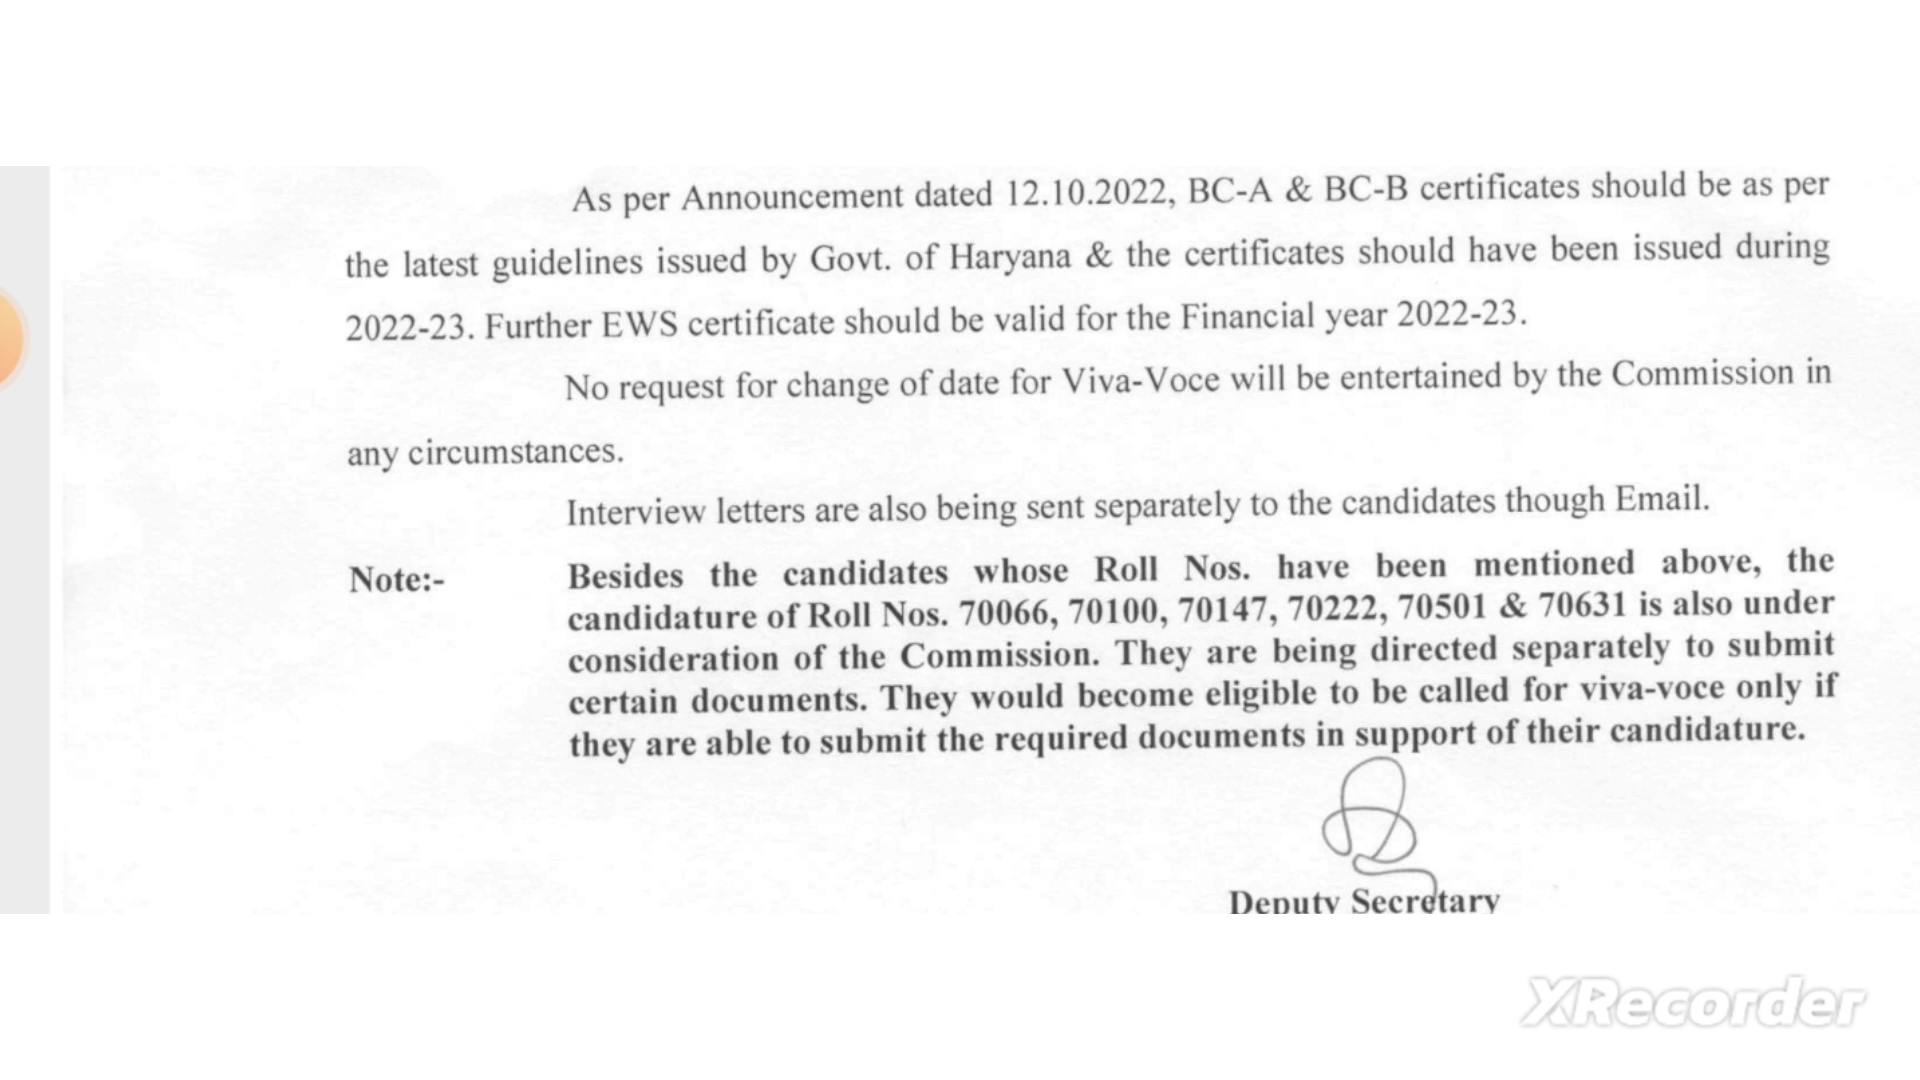 As per Announcement dated 12.10.2022, BC-A & BC-B certificates should be as per
the latest guidelines issued by Govt. of Haryana & the certificates should have been issued during
2022-23. Further EWS certificate should be valid for the Financial year 2022-23.
No request for change of date for Viva-Voce will be entertained by the Commission in
any circumstances.
Interview letters are also being sent separately to the candidates though Email.
Note:- Besides the candidates whose Roll Nos. have been mentioned above, the
candidature of Roll Nos. 70066, 70100, 70147, 70222, 70501 & 70631 is also under
consideration of the Commission. They are being directed separately to submit
certain documents. They would become eligible to be called for viva-voce only if
they are able to submit the required documents in support of their candidature.
Deputy Secretary
XRecorder